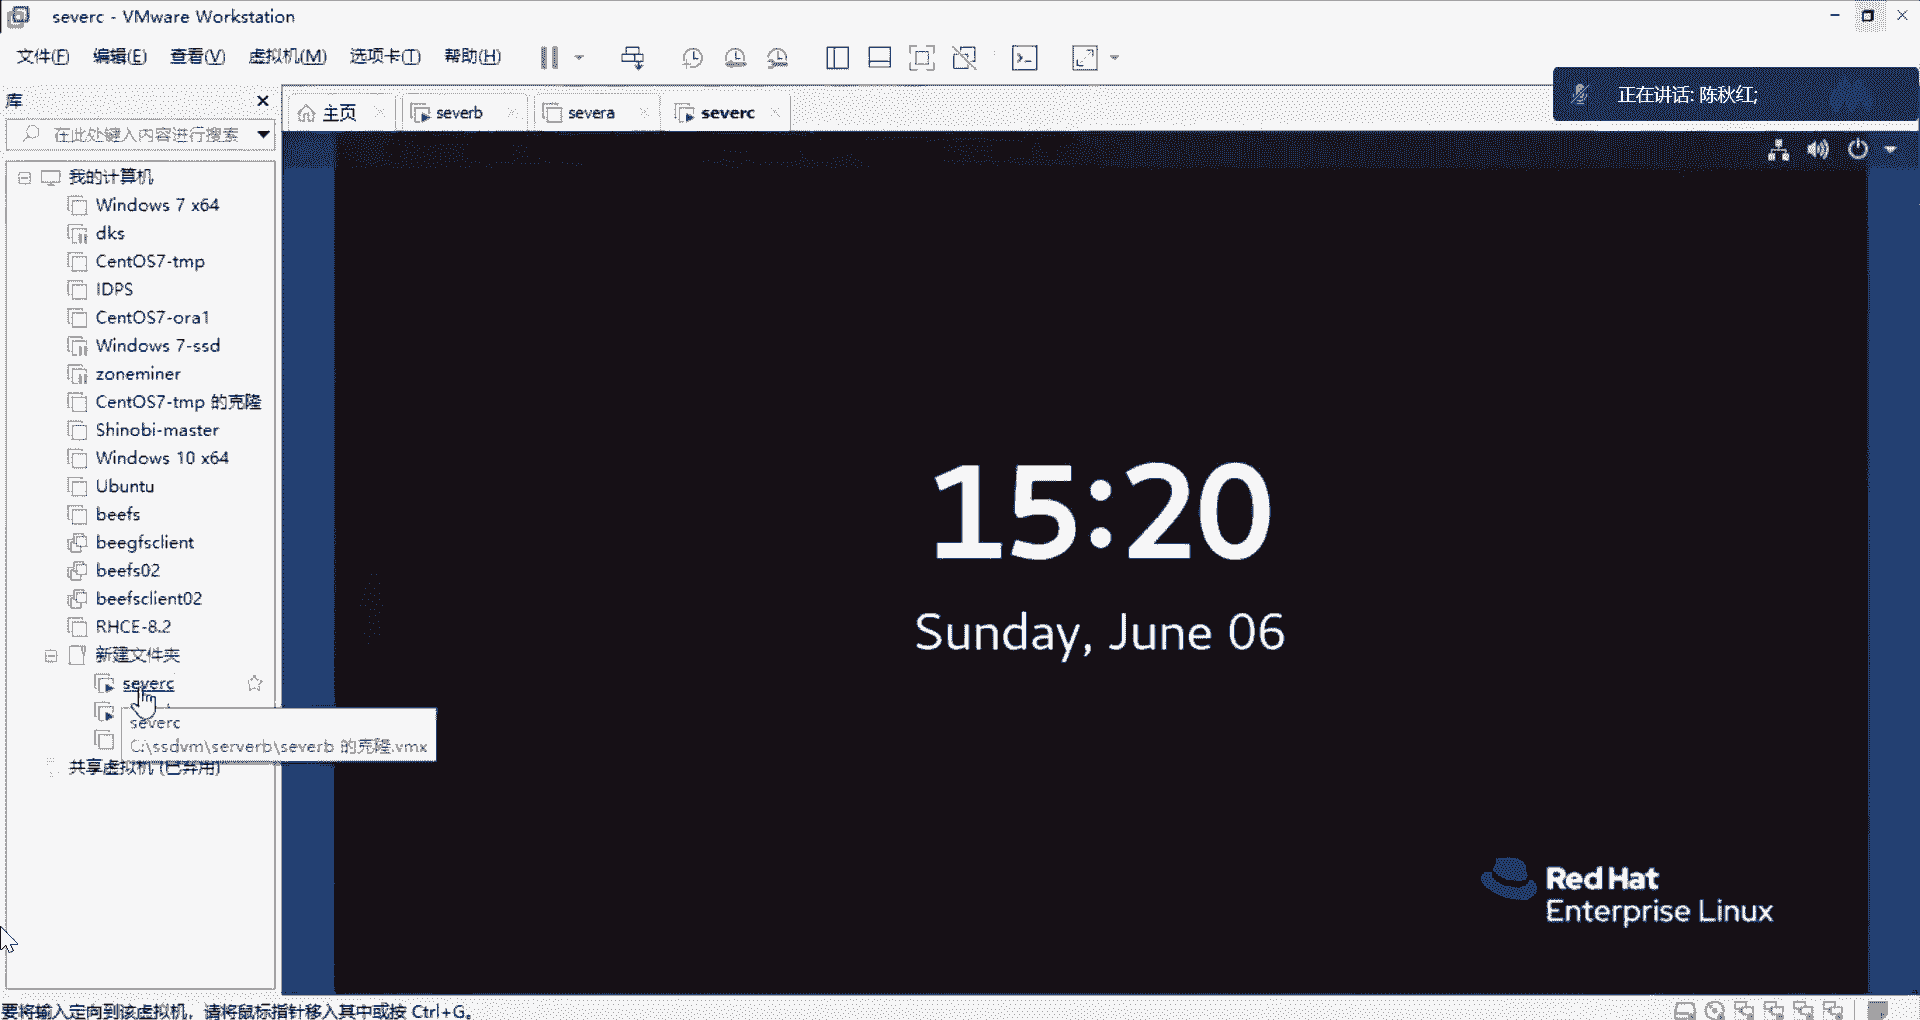 severc - VMware Workstation
文件(F) 编辑(E) 查看(V) 虚拟机(M) 选项卡(T) 帮助(H)
库
正在讲话: 陈秋红;
主页 severb severa severc
在此处键入内容进行搜索
我的计算机
Windows 7 x64
dks
CentOS7-tmp
IDPS
CentOS7-ora1
Windows 7-ssd
zoneminer
CentOS7-tmp 的克隆
Shinobi-master
Windows 10 x64
Ubuntu
beefs
beegfsclient
beefs02
beefsclient02
RHCE-8.2
新建文件夹
severc
severc
C:\ssdvm\serverb\severb 的克隆.vmx
共享虚拟机 (已弃用)
15:20
Sunday, June 06
Red Hat
Enterprise Linux
要将输入定向到该虚拟机，请将鼠标指针移入其中或按 Ctrl+G。